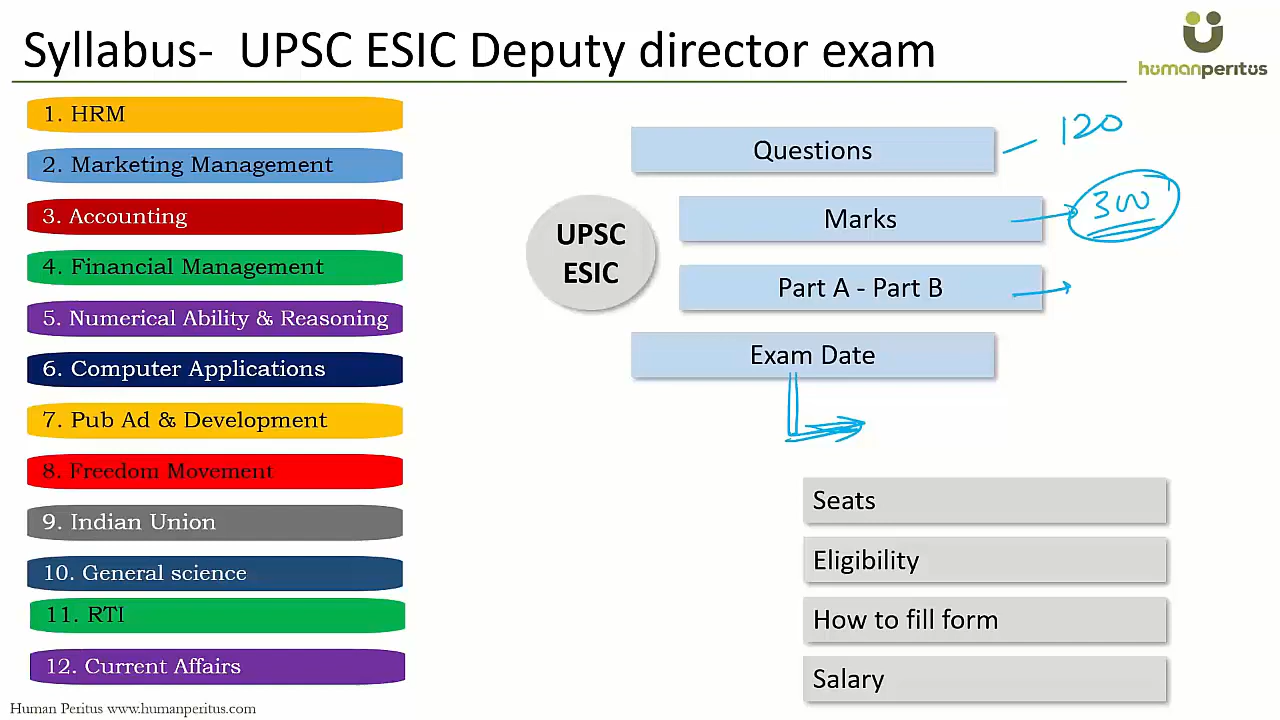 Syllabus- UPSC ESIC Deputy director exam
humanperitus
1. HRM
2. Marketing Management
3. Accounting
4. Financial Management
5. Numerical Ability & Reasoning
6. Computer Applications
7. Pub Ad & Development
8. Freedom Movement
9. Indian Union
10. General science
11. RTI
12. Current Affairs
UPSC
ESIC
Questions
120
Marks
300
Part A - Part B
Exam Date
Seats
Eligibility
How to fill form
Salary
Human Peritus www.humanperitus.com